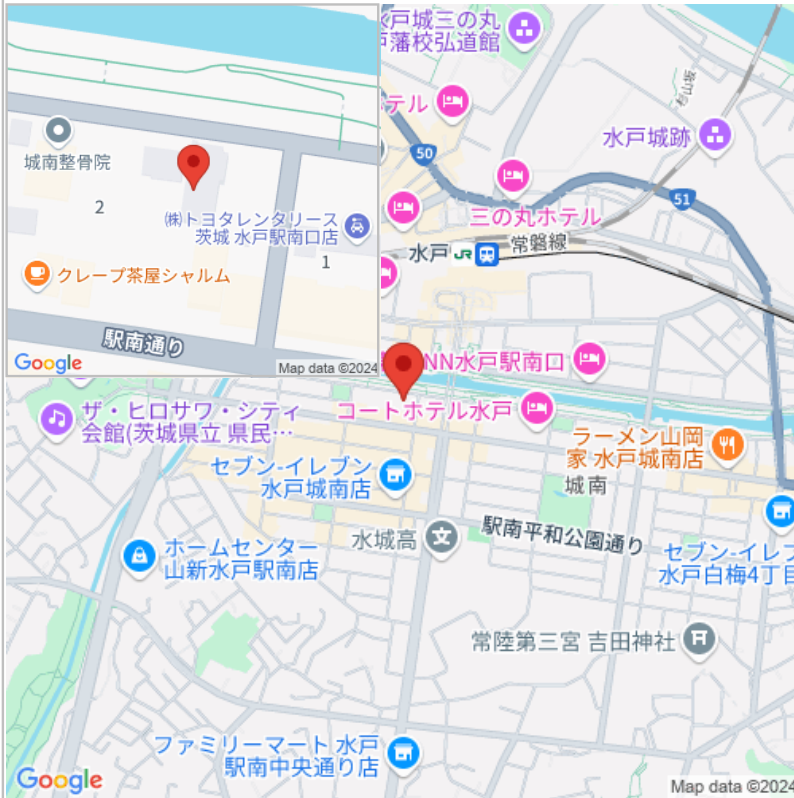 城南整骨院
2
㈱トヨタレンタリース
茨城 水戸駅南口店
1
クレープ茶屋シャルム
駅南通り
Google
Map data ©2024
水戸城三の丸
戸藩校弘道館
テル
杉山坂
水戸城跡
50
51
三の丸ホテル
水戸 JR
常磐線
INN水戸駅南口
コートホテル水戸
ザ・ヒロサワ・シティ
会館(茨城県立 県民…
ラーメン山岡
家 水戸城南店
セブン-イレブン
水戸城南店
城南
水城高
文
駅南平和公園通り
ホームセンター
山新水戸駅南店
セブン-イレブ
水戸白梅4丁目
常陸第三宮 吉田神社
ファミリーマート 水戸
駅南中央通り店
Google
Map data ©2024